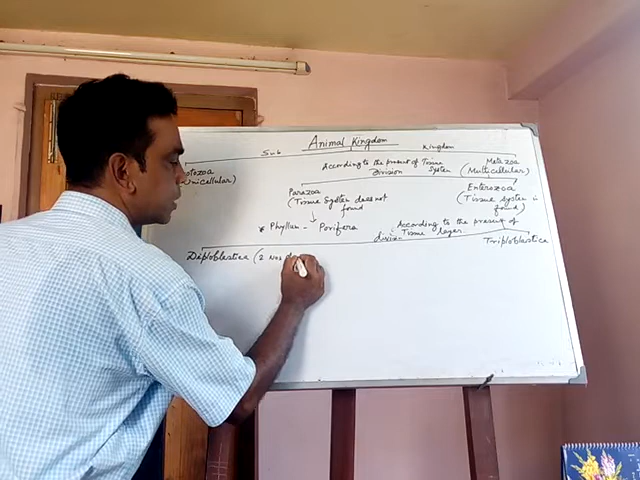 Animal Kingdom
Sub Kingdom
otozoa
(Unicellular)
According to the present of Tissue
Division System
Metazoa
(Multicellular)
Parazoa
(Tissue System does not
found)
Enterozoa
(Tissue system is
found)
* Phyllum - Porifera
According to the present of
Tissue layer
Diploblastica (2 Nos
Triploblastica